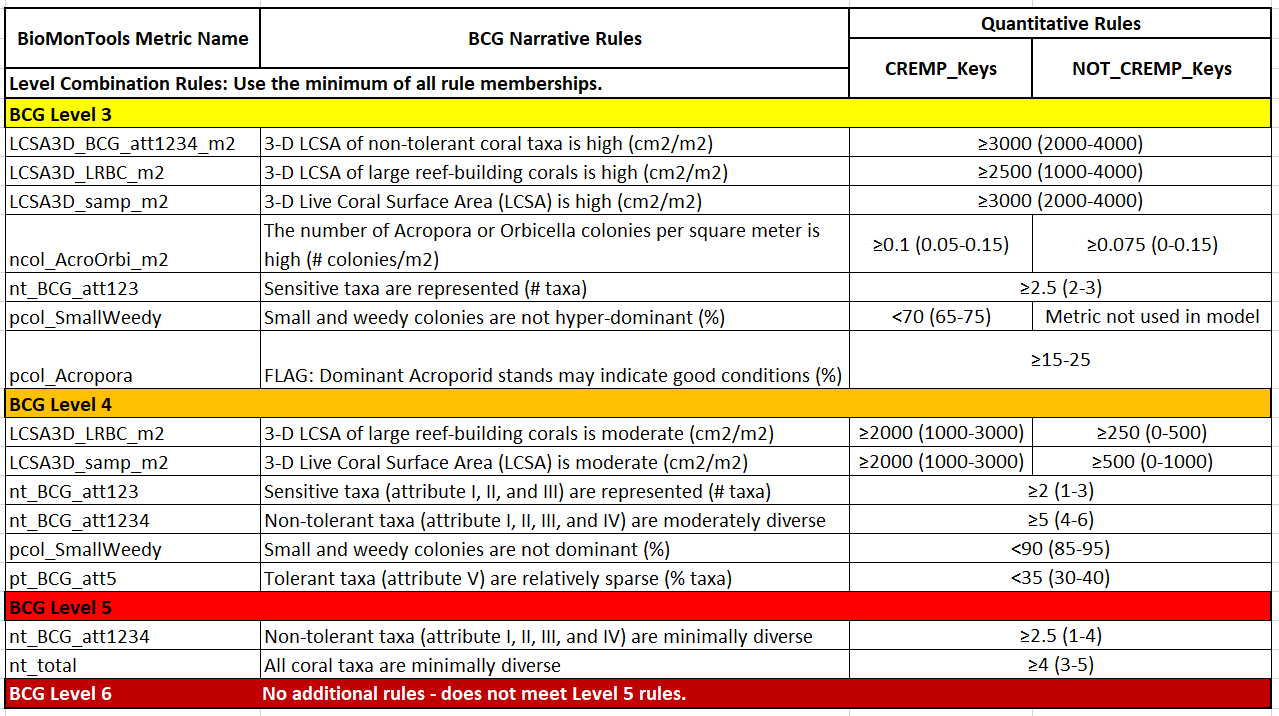 BioMonTools Metric Name BCG Narrative Rules Quantitative Rules
CREMP_Keys NOT_CREMP_Keys
Level Combination Rules: Use the minimum of all rule memberships.
BCG Level 3
LCSA3D_BCG_att1234_m2 3-D LCSA of non-tolerant coral taxa is high (cm2/m2) ≥3000 (2000-4000)
LCSA3D_LRBC_m2 3-D LCSA of large reef-building corals is high (cm2/m2) ≥2500 (1000-4000)
LCSA3D_samp_m2 3-D Live Coral Surface Area (LCSA) is high (cm2/m2) ≥3000 (2000-4000)
The number of Acropora or Orbicella colonies per square meter is
ncol_AcroOrbi_m2 high (# colonies/m2) ≥0.1 (0.05-0.15) ≥0.075 (0-0.15)
nt_BCG_att123 Sensitive taxa are represented (# taxa) ≥2.5 (2-3)
pcol_SmallWeedy Small and weedy colonies are not hyper-dominant (%) <70 (65-75) Metric not used in model
pcol_Acropora FLAG: Dominant Acroporid stands may indicate good conditions (%) ≥15-25
BCG Level 4
LCSA3D_LRBC_m2 3-D LCSA of large reef-building corals is moderate (cm2/m2) ≥2000 (1000-3000) ≥250 (0-500)
LCSA3D_samp_m2 3-D Live Coral Surface Area (LCSA) is moderate (cm2/m2) ≥2000 (1000-3000) ≥500 (0-1000)
nt_BCG_att123 Sensitive taxa (attribute I, II, and III) are represented (# taxa) ≥2 (1-3)
nt_BCG_att1234 Non-tolerant taxa (attribute I, II, III, and IV) are moderately diverse ≥5 (4-6)
pcol_SmallWeedy Small and weedy colonies are not dominant (%) <90 (85-95)
pt_BCG_att5 Tolerant taxa (attribute V) are relatively sparse (% taxa) <35 (30-40)
BCG Level 5
nt_BCG_att1234 Non-tolerant taxa (attribute I, II, III, and IV) are minimally diverse ≥2.5 (1-4)
nt_total All coral taxa are minimally diverse ≥4 (3-5)
BCG Level 6 No additional rules - does not meet Level 5 rules.